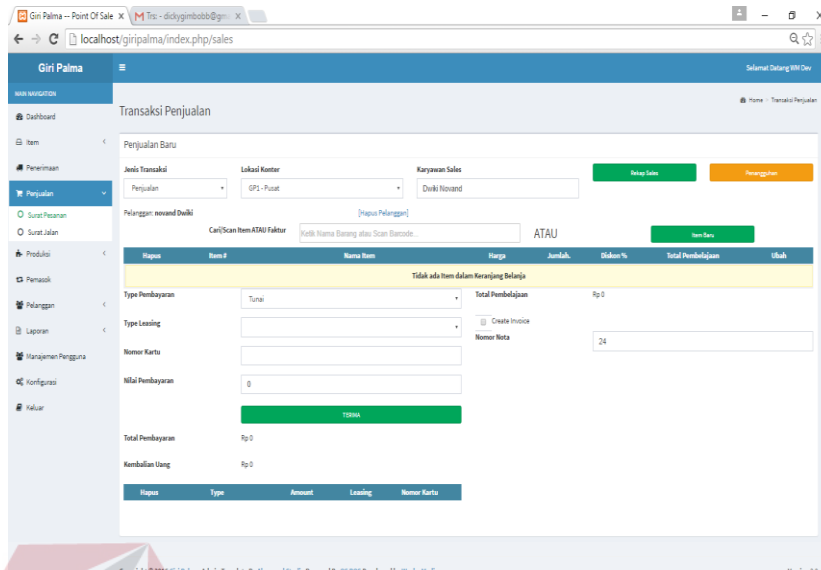 Giri Palma -- Point Of Sale
Trs: - dickygimbobb@gm
localhost/giripalma/index.php/sales
Giri Palma
Selamat Datang WM Dev
MAIN NAVIGATION
Dashboard
Item
Penerimaan
Penjualan
Surat Pesanan
Surat Jalan
Produksi
Pemasok
Pelanggan
Laporan
Manajemen Pengguna
Konfigurasi
Keluar
Transaksi Penjualan
Home > Transaksi Penjualan
Penjualan Baru
Jenis Transaksi Lokasi Konter Karyawan Sales
Penjualan GP1 - Pusat Dwiki Novand
Rekap Sales Penangguhan
Pelanggan: novand Dwiki [Hapus Pelanggan]
Cari/Scan Item ATAU Faktur Ketik Nama Barang atau Scan Barcode... ATAU Item Baru
Hapus Item # Nama Item Harga Jumlah. Diskon % Total Pembelajaan Ubah
Tidak ada Item dalam Keranjang Belanja
Type Pembayaran Tunai Total Pembelajaan Rp 0
Type Leasing Create Invoice
Nomor Nota 24
Nomor Kartu
Nilai Pembayaran 0
TERIMA
Total Pembayaran Rp 0
Kembalian Uang Rp 0
Hapus Type Amount Leasing Nomor Kartu